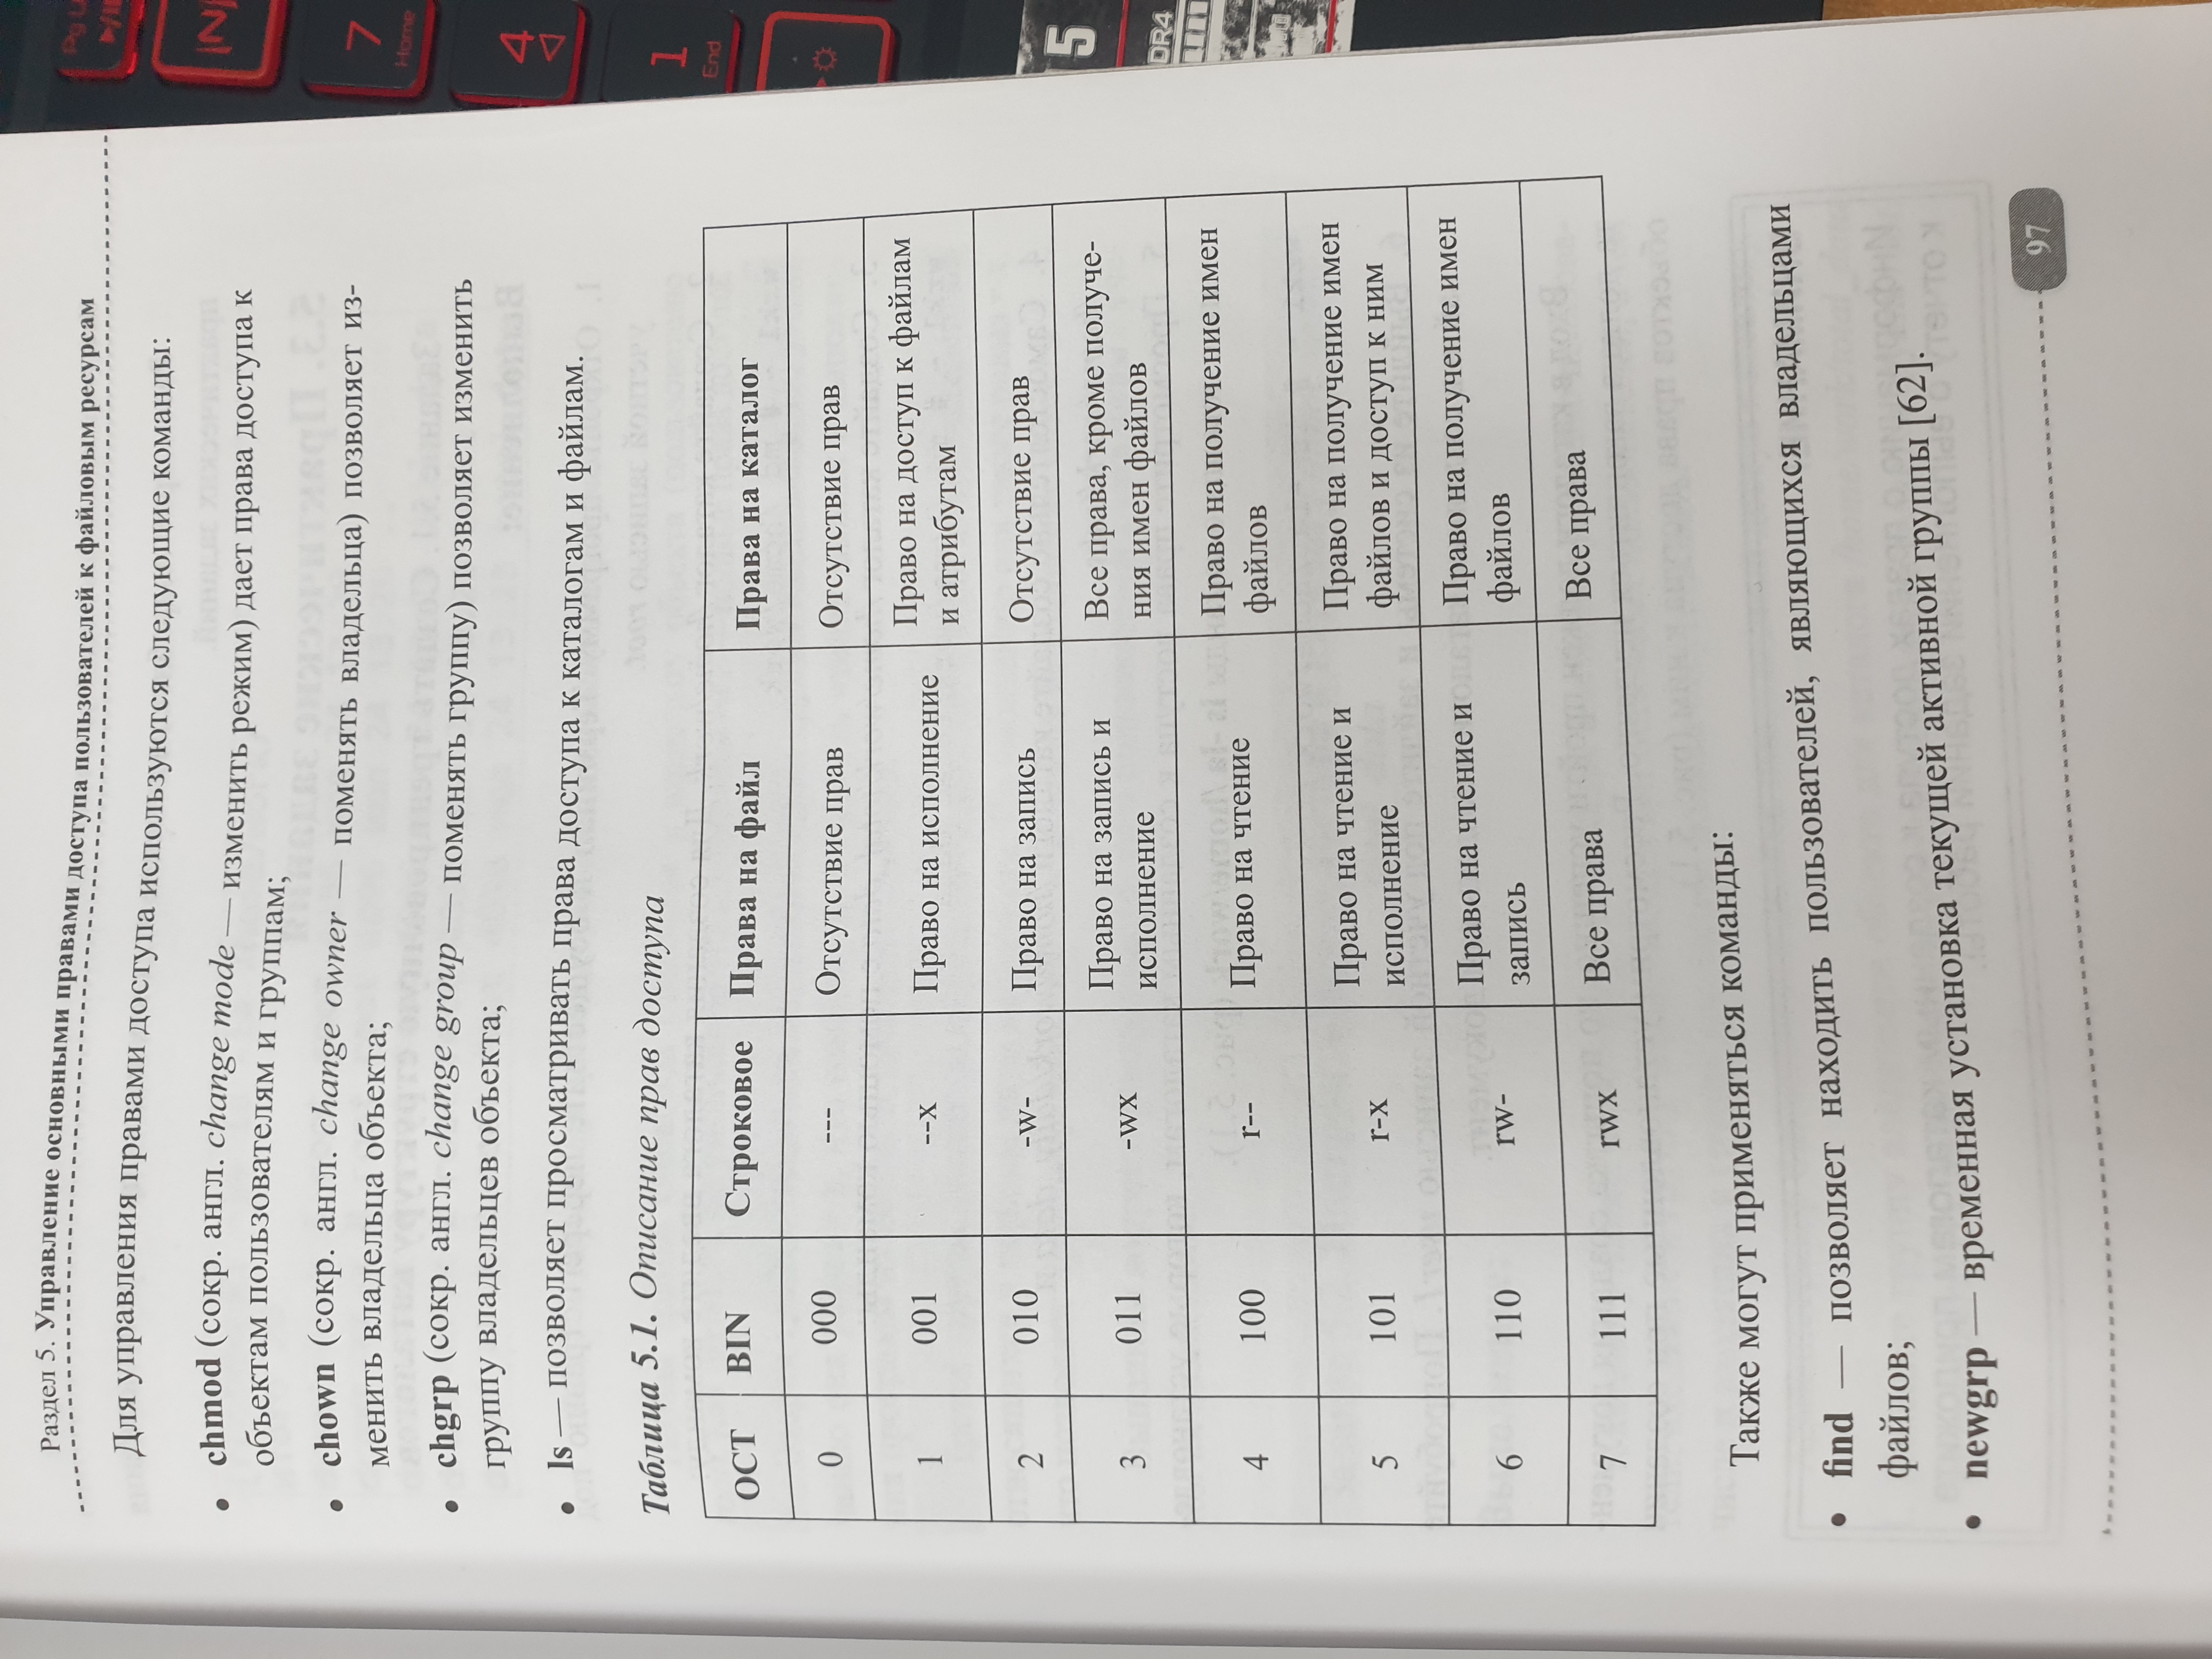 Раздел 5. Управление основными правами доступа пользователей к файловым ресурсам
Для управления правами доступа используются следующие команды:
• chmod (сокр. англ. change mode — изменить режим) дает права доступа к
объектам пользователям и группам;
• chown (сокр. англ. change owner — поменять владельца) позволяет из-
менить владельца объекта;
• chgrp (сокр. англ. change group — поменять группу) позволяет изменить
группу владельцев объекта;
• ls — позволяет просматривать права доступа к каталогам и файлам.
Таблица 5.1. Описание прав доступа
ОСТ BIN Строковое Права на файл Права на каталог
0 000 --- Отсутствие прав Отсутствие прав
1 001 --x Право на исполнение Право на доступ к файлам
и атрибутам
2 010 -w- Право на запись Отсутствие прав
3 011 -wx Право на запись и Все права, кроме получе-
исполнение ния имен файлов
4 100 r-- Право на чтение Право на получение имен
файлов
5 101 r-x Право на чтение и Право на получение имен
исполнение файлов и доступ к ним
6 110 rw- Право на чтение и Право на получение имен
запись файлов
7 111 rwx Все права Все права
Также могут применяться команды:
• find — позволяет находить пользователей, являющихся владельцами
файлов;
• newgrp — временная установка текущей активной группы [62].
97
7
Home
4
1
End
5
DR4